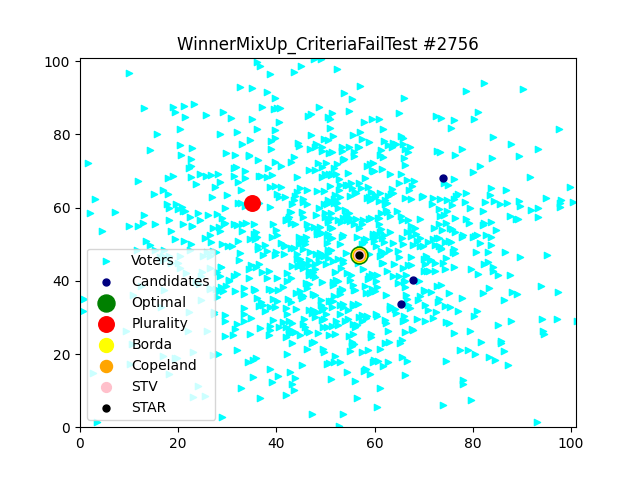 WinnerMixUp_CriteriaFailTest #2756
100
80
60
40
20
0
0 20 40 60 80 100
Voters
Candidates
Optimal
Plurality
Borda
Copeland
STV
STAR